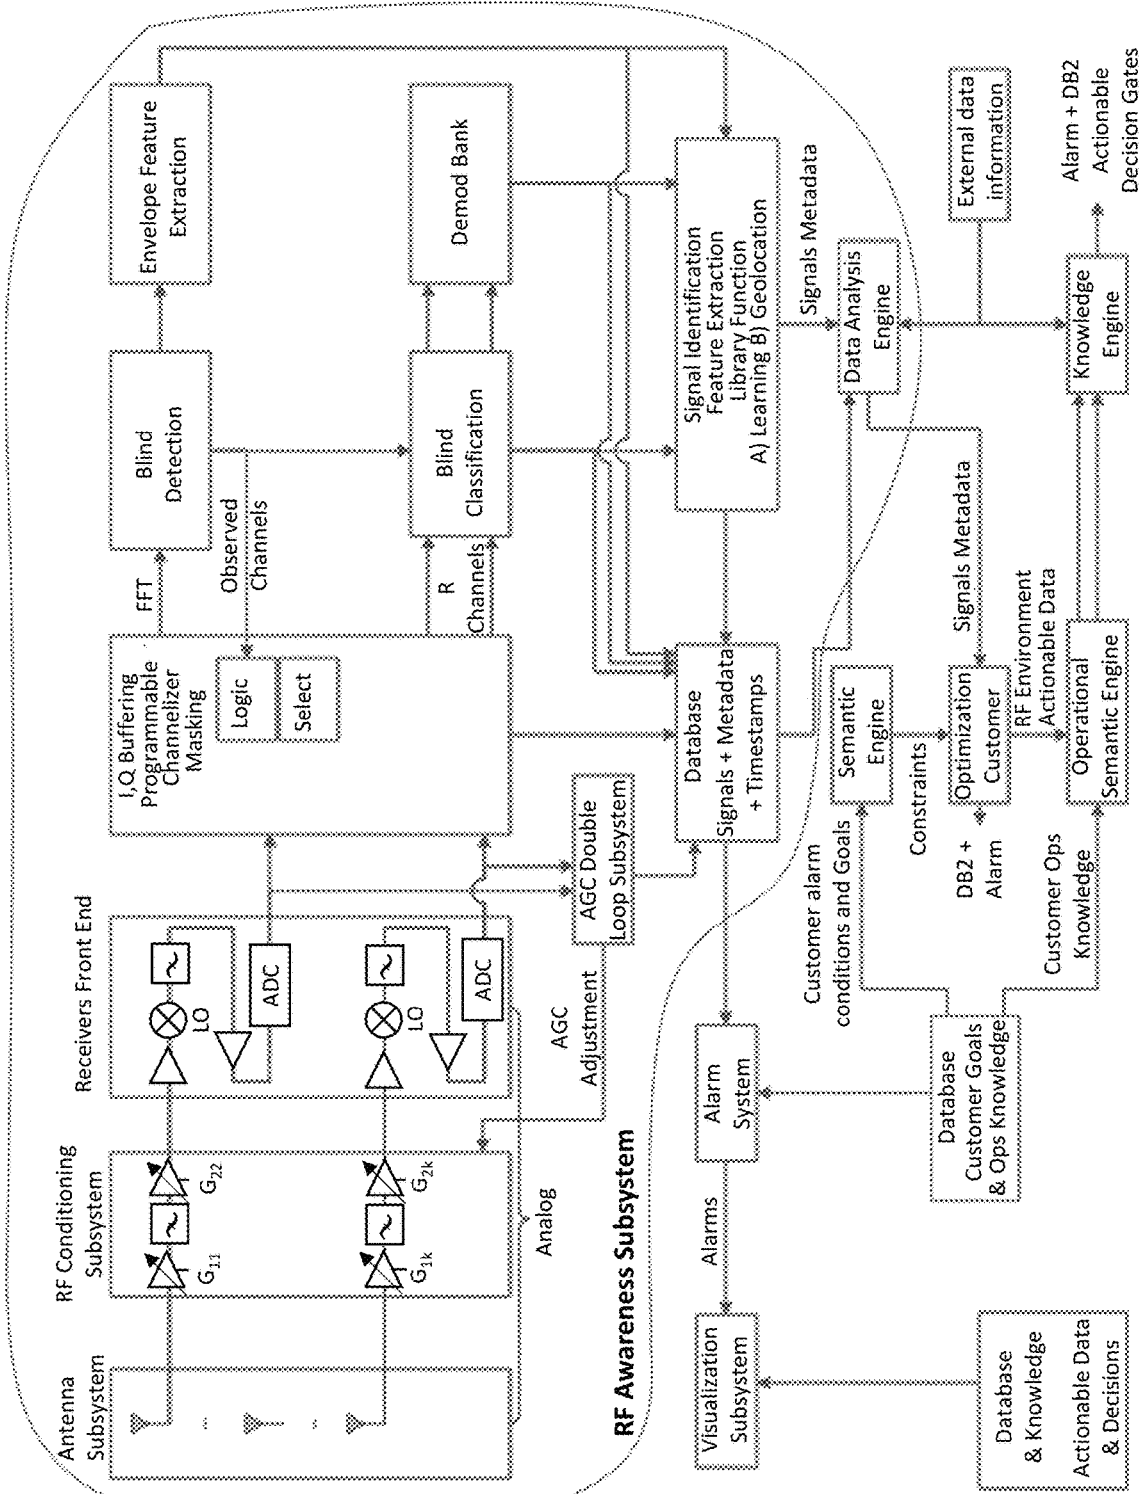 Antenna
Subsystem
RF Conditioning
Subsystem
G11
G22
G1k
G2k
Analog
Receivers Front End
LO
ADC
LO
ADC
AGC
Adjustment
AGC Double
Loop Subsystem
I,Q Buffering
Programmable
Channelizer
Masking
Logic
Select
FFT
Observed
Channels
R
Channels
Blind
Detection
Envelope Feature
Extraction
Blind
Classification
Demod Bank
RF Awareness Subsystem
Database
Signals + Metadata
+ Timestamps
Signal Identification
Feature Extraction
Library Function
A) Learning B) Geolocation
Signals Metadata
Visualization
Subsystem
Alarms
Alarm
System
Customer alarm
conditions and Goals
Semantic
Engine
Data Analysis
Engine
Constraints
Signals Metadata
External data
information
Database
Customer Goals
& Ops Knowledge
DB2 +
Alarm
Optimization
Customer
RF Environment
Actionable Data
Customer Ops
Knowledge
Operational
Semantic Engine
Knowledge
Engine
Alarm + DB2
Actionable
Decision Gates
Database
& Knowledge
Actionable Data
& Decisions